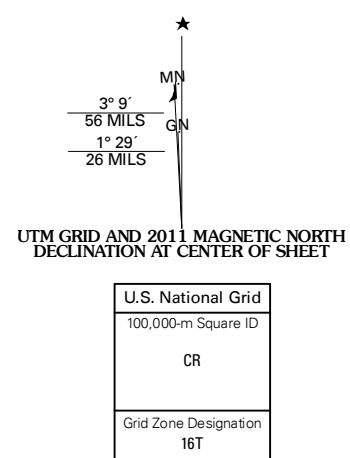 MN
3° 9´
56 MILS
GN
1° 29´
26 MILS
UTM GRID AND 2011 MAGNETIC NORTH
DECLINATION AT CENTER OF SHEET
U.S. National Grid
100,000-m Square ID
CR
Grid Zone Designation
16T